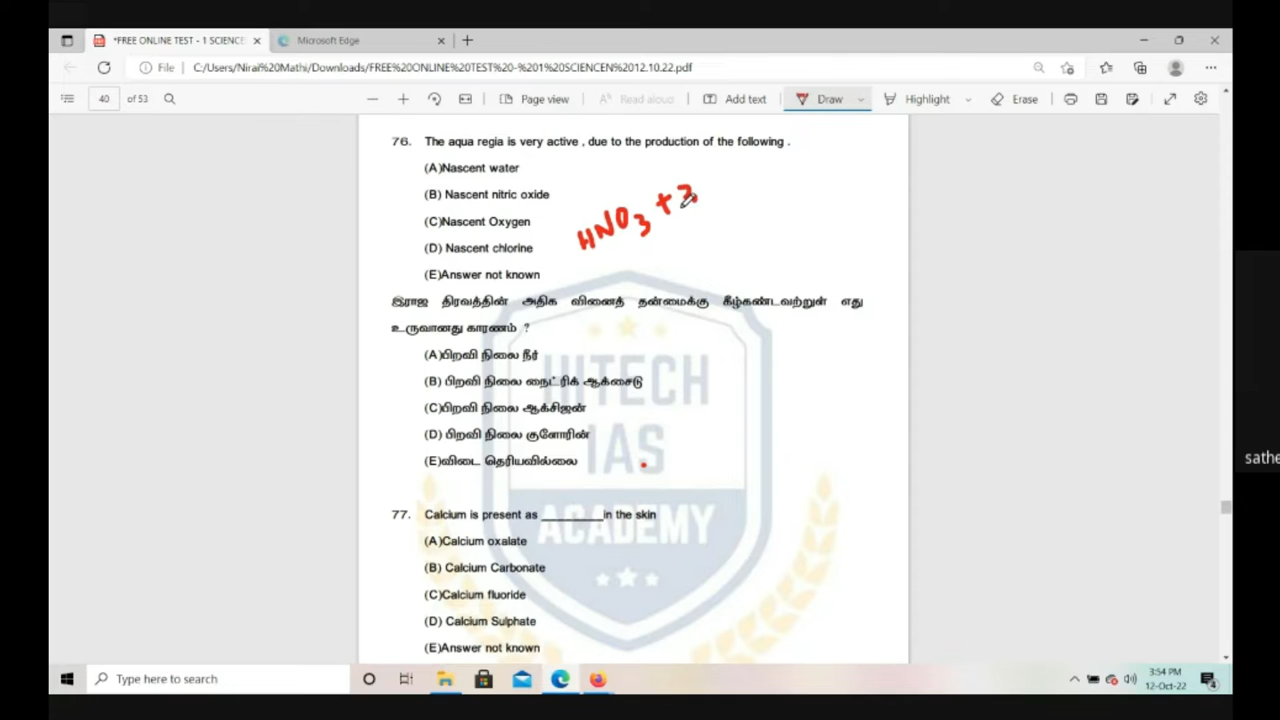 *FREE ONLINE TEST - 1 SCIENCE
Microsoft Edge
File C:/Users/Nirai%20Mathi/Downloads/FREE%20ONLINE%20TEST%20-%201%20SCIENCEN%2012.10.22.pdf
40 of 53 Page view Read aloud Add text Draw Highlight Erase
76. The aqua regia is very active , due to the production of the following .
(A)Nascent water
(B) Nascent nitric oxide
(C)Nascent Oxygen
(D) Nascent chlorine
(E)Answer not known
HNO3 + 3
இராஜ திரவத்தின் அதிக வினைத் தன்மைக்கு கீழ்கண்டவற்றுள் எது
உருவானது காரணம் ?
(A)பிறவி நிலை நீர்
(B) பிறவி நிலை நைட்ரிக் ஆக்சைடு
(C)பிறவி நிலை ஆக்சிஜன்
(D) பிறவி நிலை குளோரின்
(E)விடை தெரியவில்லை
HITECH
IAS
ACADEMY
77. Calcium is present as __________in the skin
(A)Calcium oxalate
(B) Calcium Carbonate
(C)Calcium fluoride
(D) Calcium Sulphate
(E)Answer not known
sathe
Type here to search
3:54 PM
12-Oct-22
4